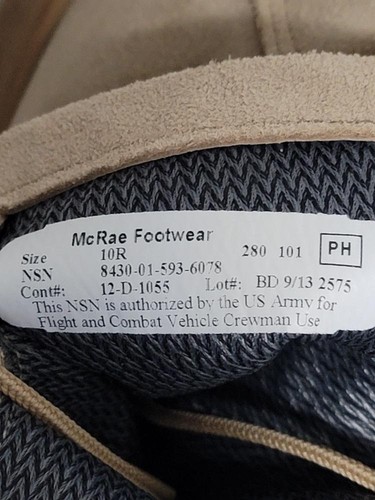 McRae Footwear
Size 10R 280 101 PH
NSN 8430-01-593-6078
Cont#: 12-D-1055 Lot#: BD 9/13 2575
This NSN is authorized by the US Army for
Flight and Combat Vehicle Crewman Use